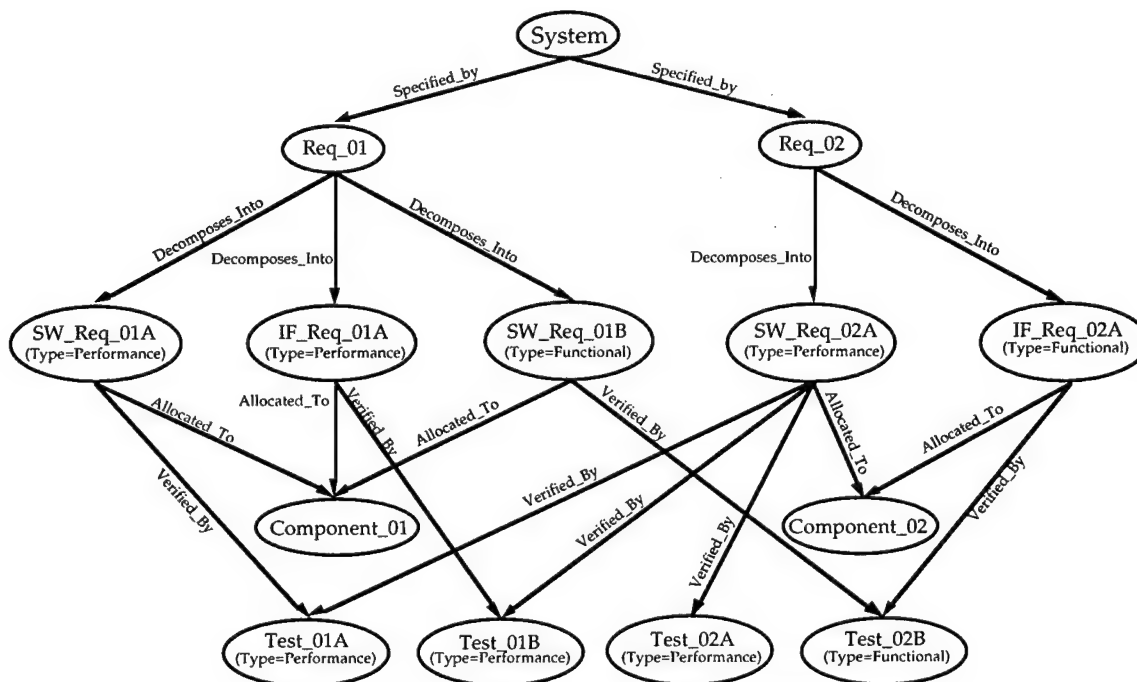 System
Specified_by
Specified_by
Req_01
Req_02
Decomposes_Into
Decomposes_Into
Decomposes_Into
Decomposes_Into
Decomposes_Into
SW_Req_01A
(Type=Performance)
IF_Req_01A
(Type=Performance)
SW_Req_01B
(Type=Functional)
SW_Req_02A
(Type=Performance)
IF_Req_02A
(Type=Functional)
Allocated_To
Allocated_To
Verified_By
Allocated_To
Verified_By
Allocated_To
Allocated_To
Verified_By
Verified_By
Verified_By
Verified_By
Verified_By
Component_01
Component_02
Test_01A
(Type=Performance)
Test_01B
(Type=Performance)
Test_02A
(Type=Performance)
Test_02B
(Type=Functional)